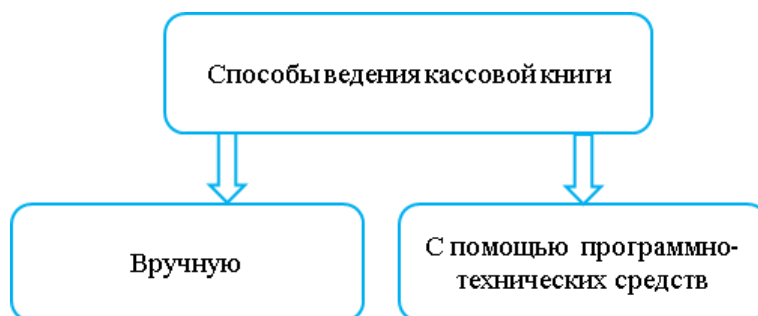 Способы ведения кассовой книги
Вручную
С помощью программно-
технических средств